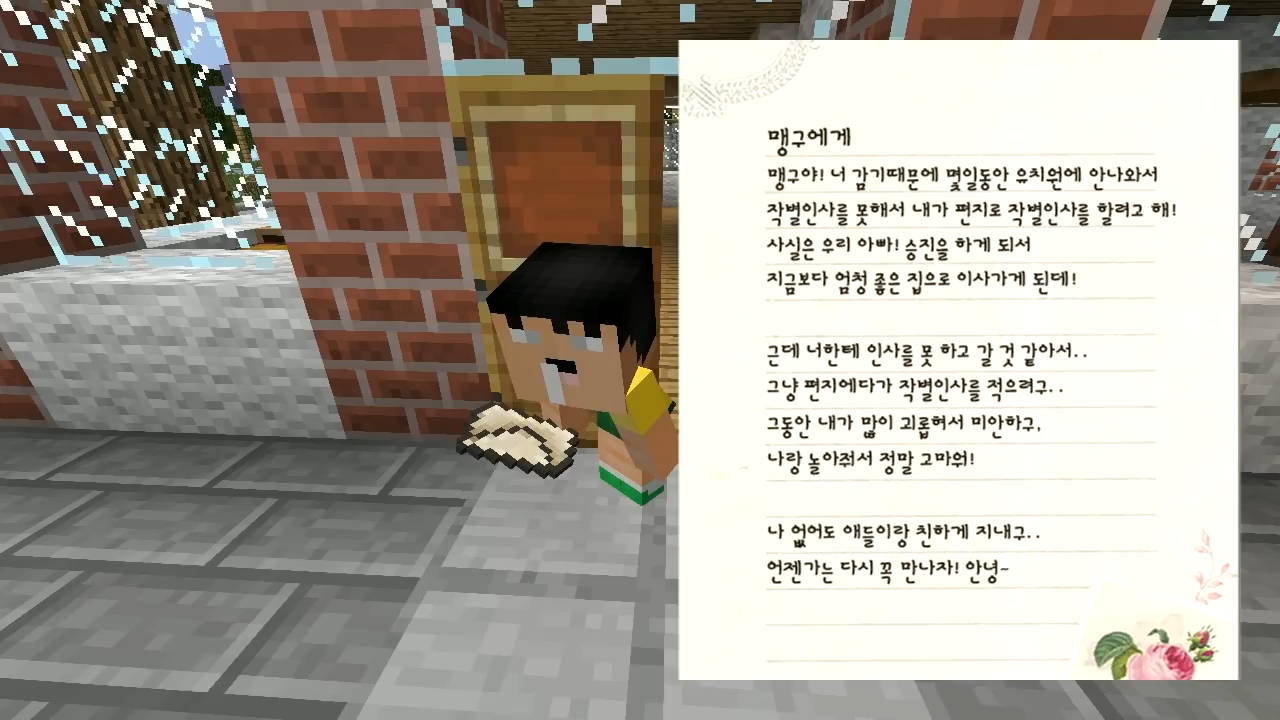 맹구에게
맹구야! 너 감기때문에 몇일동안 유치원에 안나와서
작별인사를 못해서 내가 편지로 작별인사를 할려고 해!
사실은 우리 아빠! 승진을 하게 되서
지금보다 엄청 좋은 집으로 이사가게 된데!
근데 너한테 인사를 못 하고 갈 것 같아서..
그냥 편지에다가 작별인사를 적으려구..
그동안 내가 많이 괴롭혀서 미안하구,
나랑 놀아줘서 정말 고마워!
나 없어도 얘들이랑 친하게 지내구..
언젠가는 다시 꼭 만나자! 안녕~